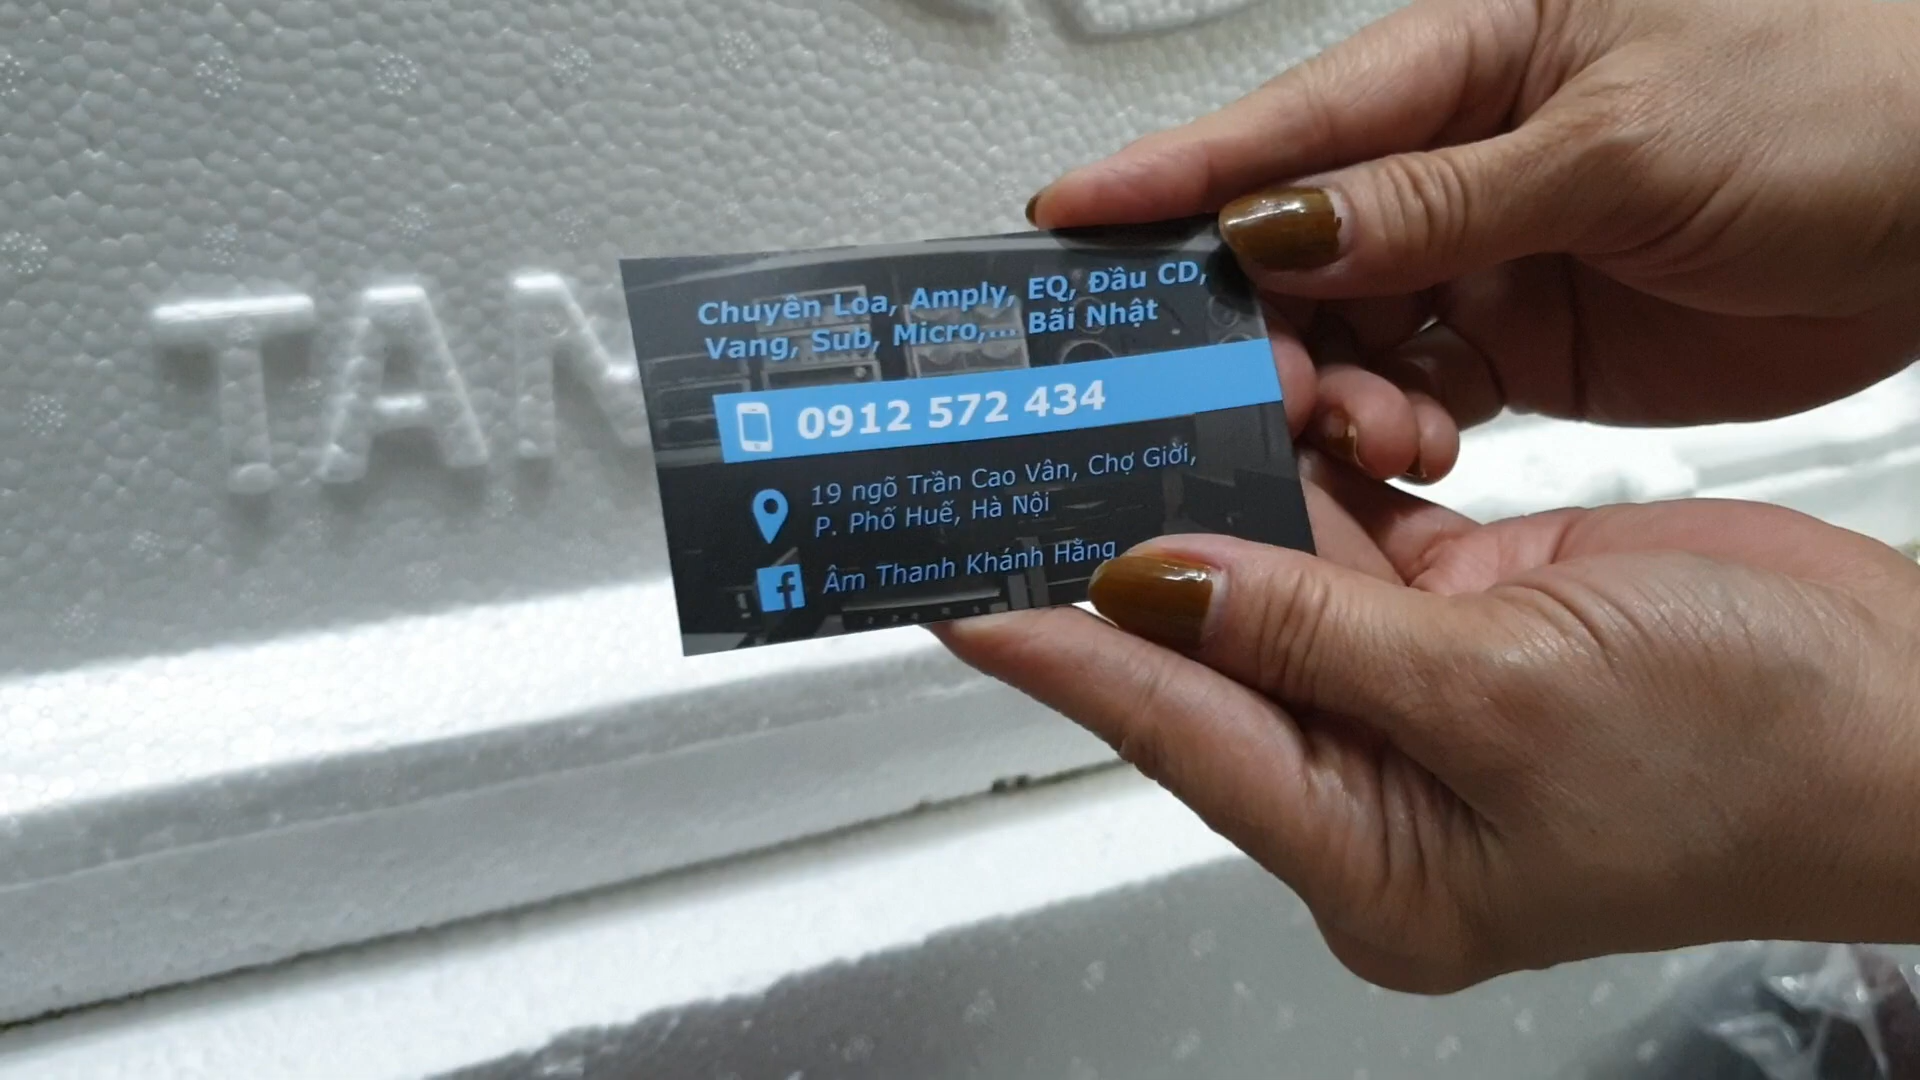 TAN
Chuyên Loa, Amply, EQ, Đầu CD,
Vang, Sub, Micro,... Bãi Nhật
0912 572 434
19 ngõ Trần Cao Vân, Chợ Giời,
P. Phố Huế, Hà Nội
Âm Thanh Khánh Hằng